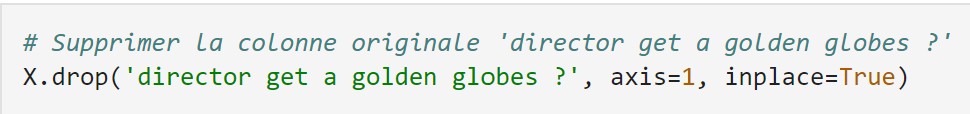 # Supprimer la colonne originale 'director get a golden globes ?'
X.drop('director get a golden globes ?', axis=1, inplace=True)